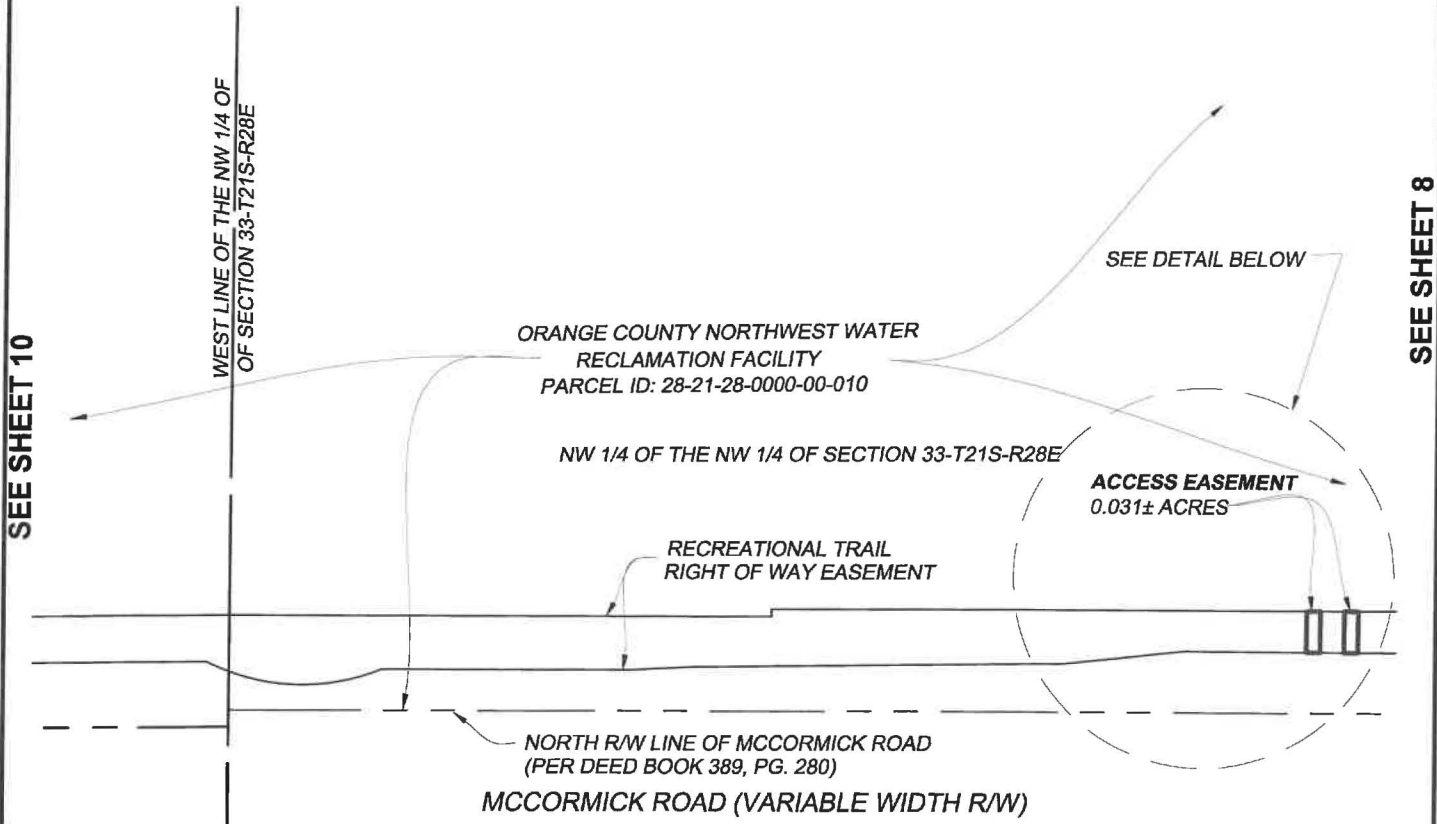 WEST LINE OF THE NW 1/4 OF
OF SECTION 33-T21S-R28E
SEE SHEET 10
SEE SHEET 8
SEE DETAIL BELOW
ORANGE COUNTY NORTHWEST WATER
RECLAMATION FACILITY
PARCEL ID: 28-21-28-0000-00-010
NW 1/4 OF THE NW 1/4 OF SECTION 33-T21S-R28E
ACCESS EASEMENT
0.031± ACRES
RECREATIONAL TRAIL
RIGHT OF WAY EASEMENT
NORTH R/W LINE OF MCCORMICK ROAD
(PER DEED BOOK 389, PG. 280)
MCCORMICK ROAD (VARIABLE WIDTH R/W)